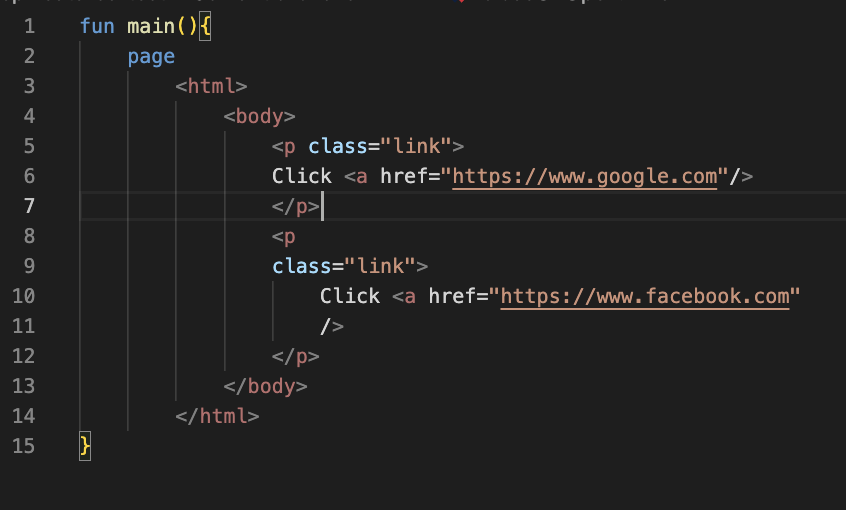 1 fun main(){
2 page
3 <html>
4 <body>
5 <p class="link">
6 Click <a href="https://www.google.com"/>
7 </p>
8 <p
9 class="link">
10 Click <a href="https://www.facebook.com"
11 />
12 </p>
13 </body>
14 </html>
15 }